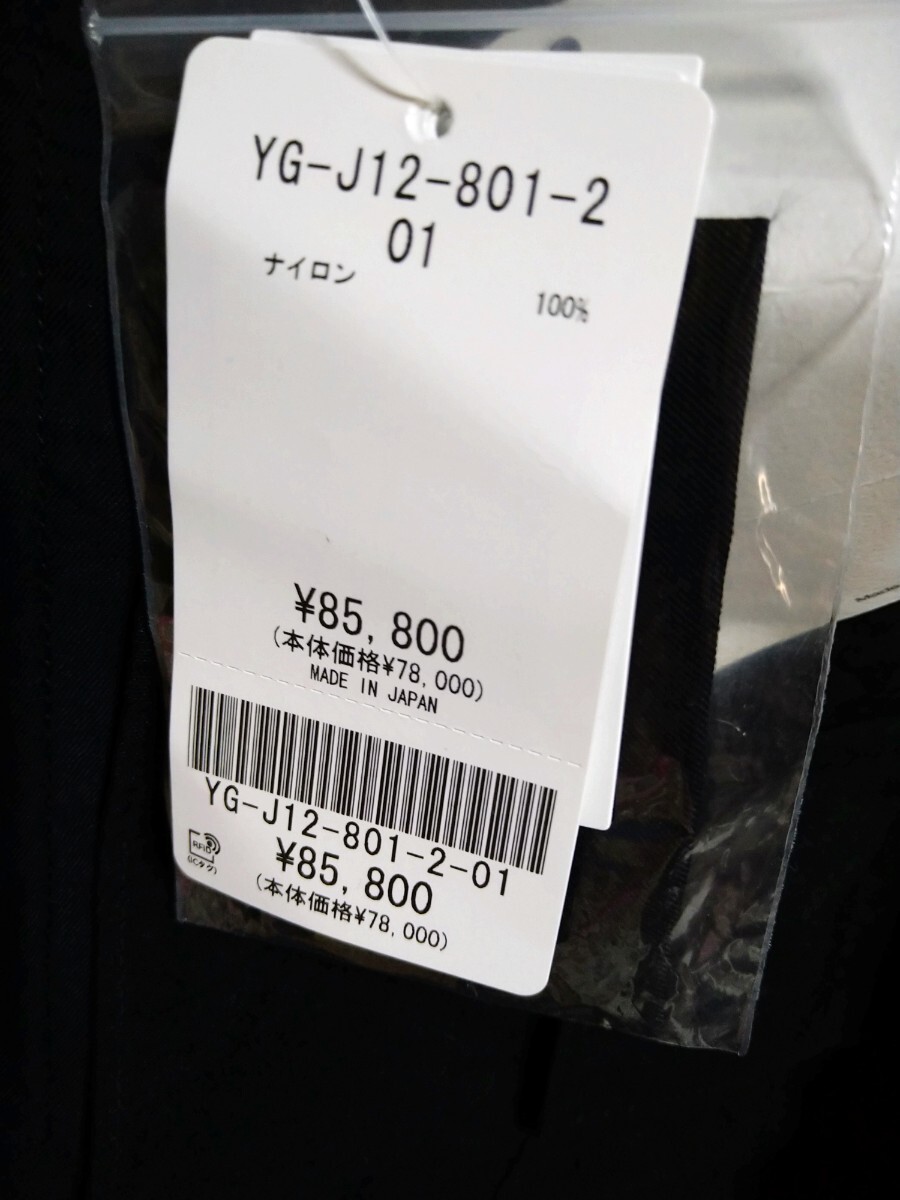 YG-J12-801-2
01
ナイロン 100%
¥85,800
(本体価格¥78,000)
MADE IN JAPAN
YG-J12-801-2-01
¥85,800
(本体価格¥78,000)
RFID
(ICタグ)